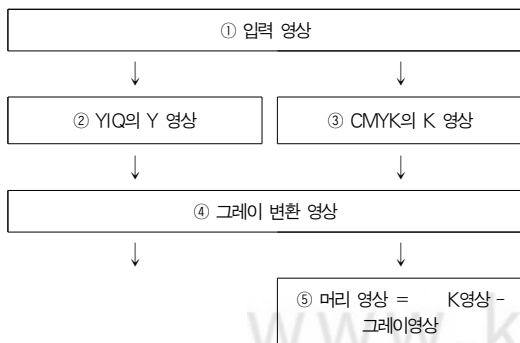 ① 입력 영상
② YIQ의 Y 영상 ③ CMYK의 K 영상
④ 그레이 변환 영상
⑤ 머리 영상 = K영상 -
그레이영상
www.k